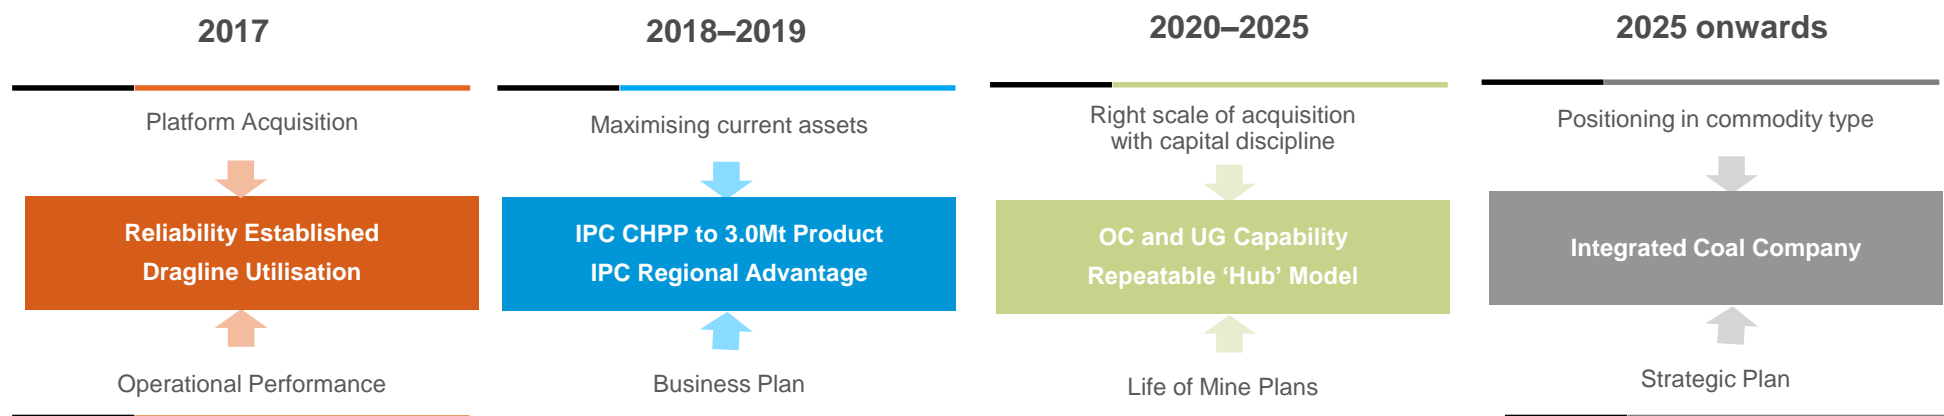 2017
Platform Acquisition
Reliability Established
Dragline Utilisation
Operational Performance
2018–2019
Maximising current assets
IPC CHPP to 3.0Mt Product
IPC Regional Advantage
Business Plan
2020–2025
Right scale of acquisition
with capital discipline
OC and UG Capability
Repeatable ‘Hub’ Model
Life of Mine Plans
2025 onwards
Positioning in commodity type
Integrated Coal Company
Strategic Plan